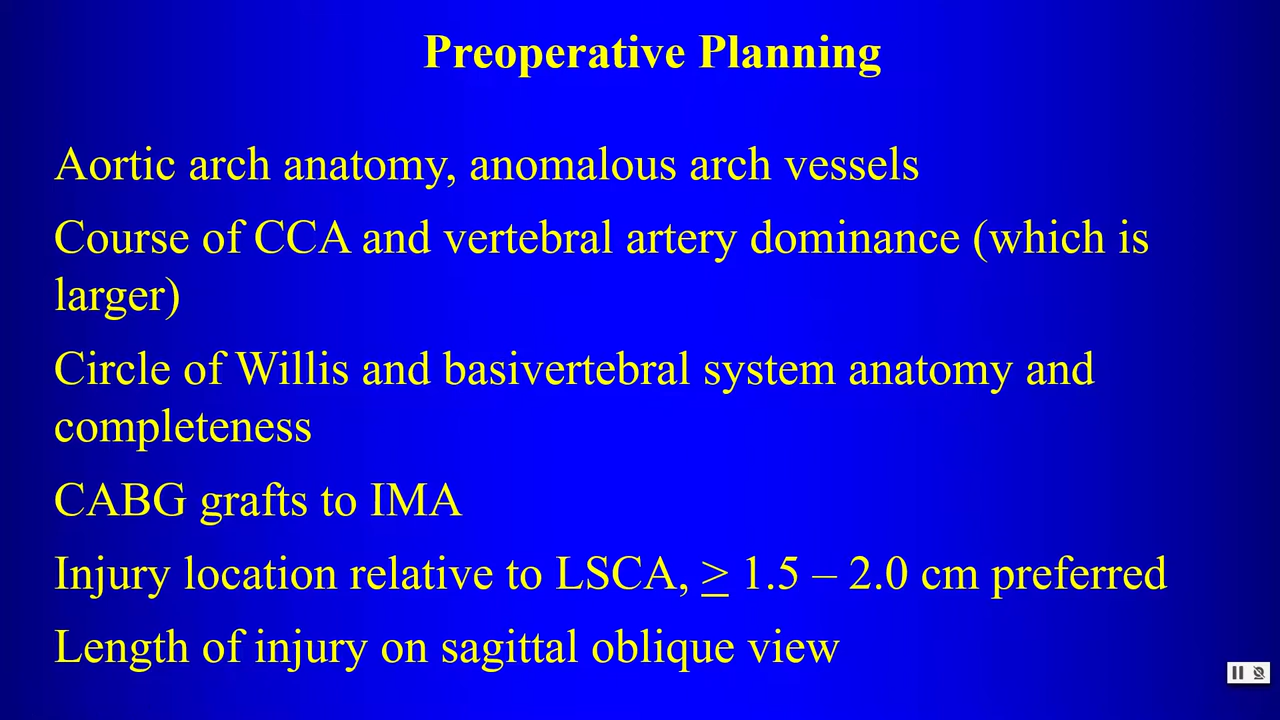 Preoperative Planning
Aortic arch anatomy, anomalous arch vessels
Course of CCA and vertebral artery dominance (which is
larger)
Circle of Willis and basivertebral system anatomy and
completeness
CABG grafts to IMA
Injury location relative to LSCA, ≥ 1.5 – 2.0 cm preferred
Length of injury on sagittal oblique view